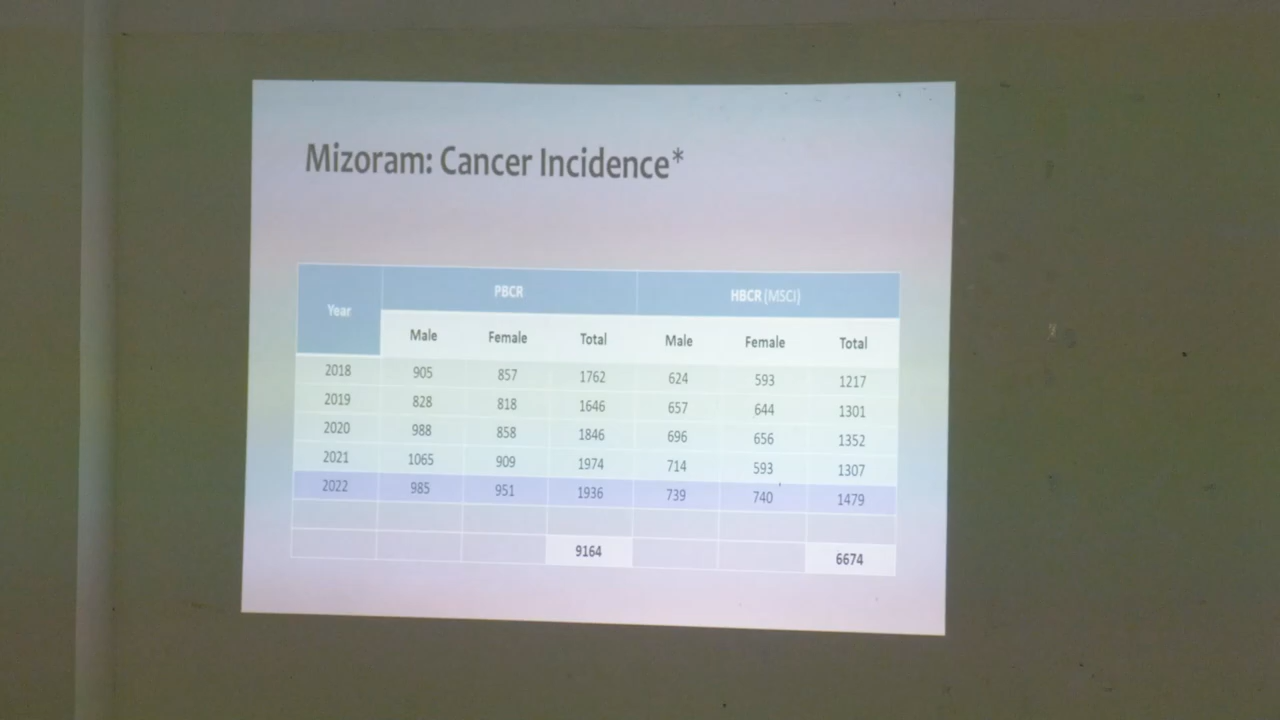 Mizoram: Cancer Incidence*
Year PBCR HBCR (MSCI)
Male Female Total Male Female Total
2018 905 857 1762 624 593 1217
2019 828 818 1646 657 644 1301
2020 988 858 1846 696 656 1352
2021 1065 909 1974 714 593 1307
2022 985 951 1936 739 740 1479
9164 6674